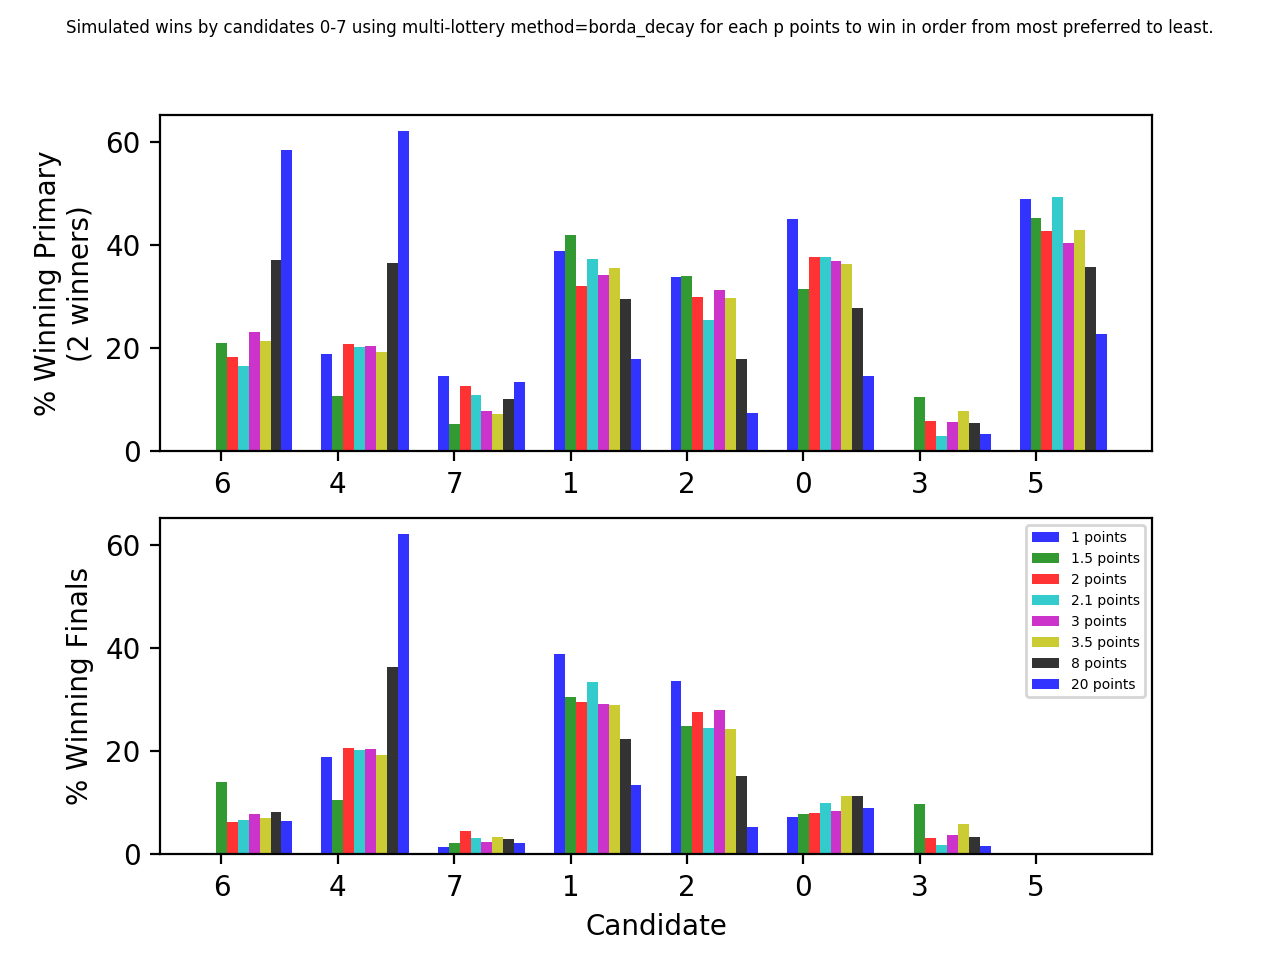 Simulated wins by candidates 0-7 using multi-lottery method=borda_decay for each p points to win in order from most preferred to least.
% Winning Primary
(2 winners)
60
40
20
0
6 4 7 1 2 0 3 5
% Winning Finals
60
40
20
0
1 points
1.5 points
2 points
2.1 points
3 points
3.5 points
8 points
20 points
6 4 7 1 2 0 3 5
Candidate